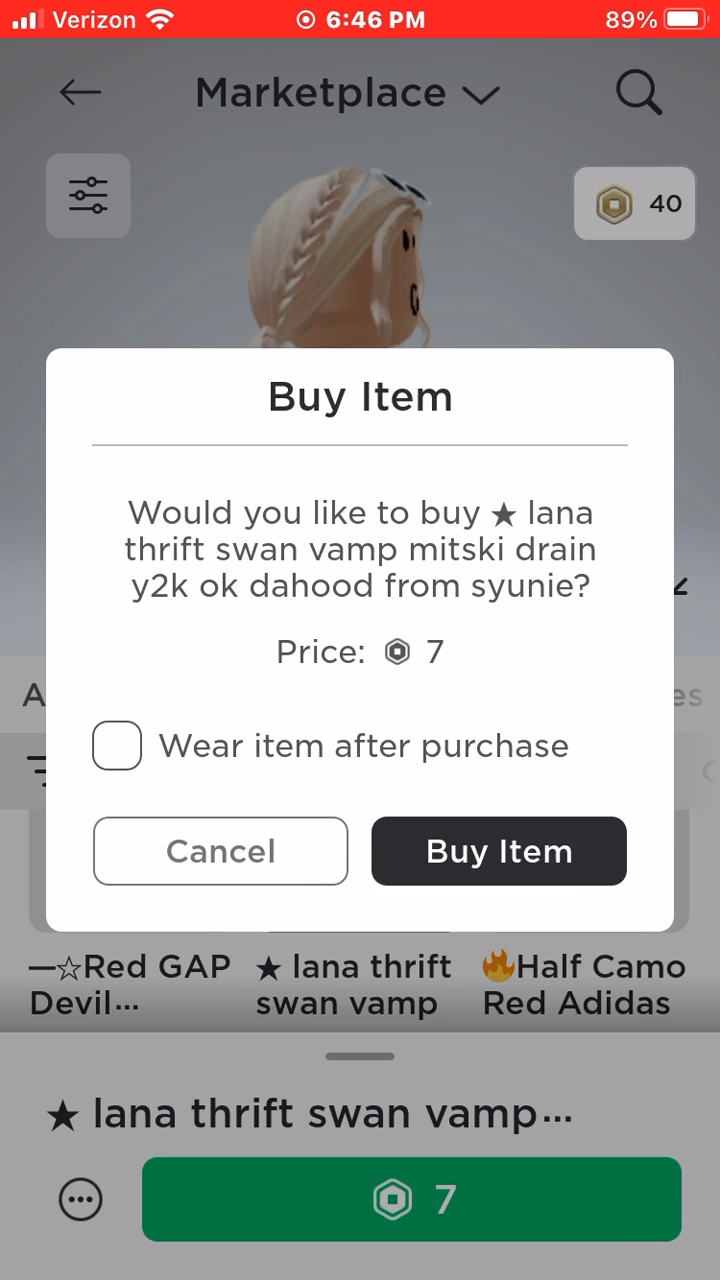 Verizon 6:46 PM 89%
Marketplace
40
Buy Item
Would you like to buy ★ lana
thrift swan vamp mitski drain
y2k ok dahood from syunie?
Price: 7
A
es
Wear item after purchase
Cancel Buy Item
—☆Red GAP
Devil...
★ lana thrift
swan vamp
🔥Half Camo
Red Adidas
★ lana thrift swan vamp...
7